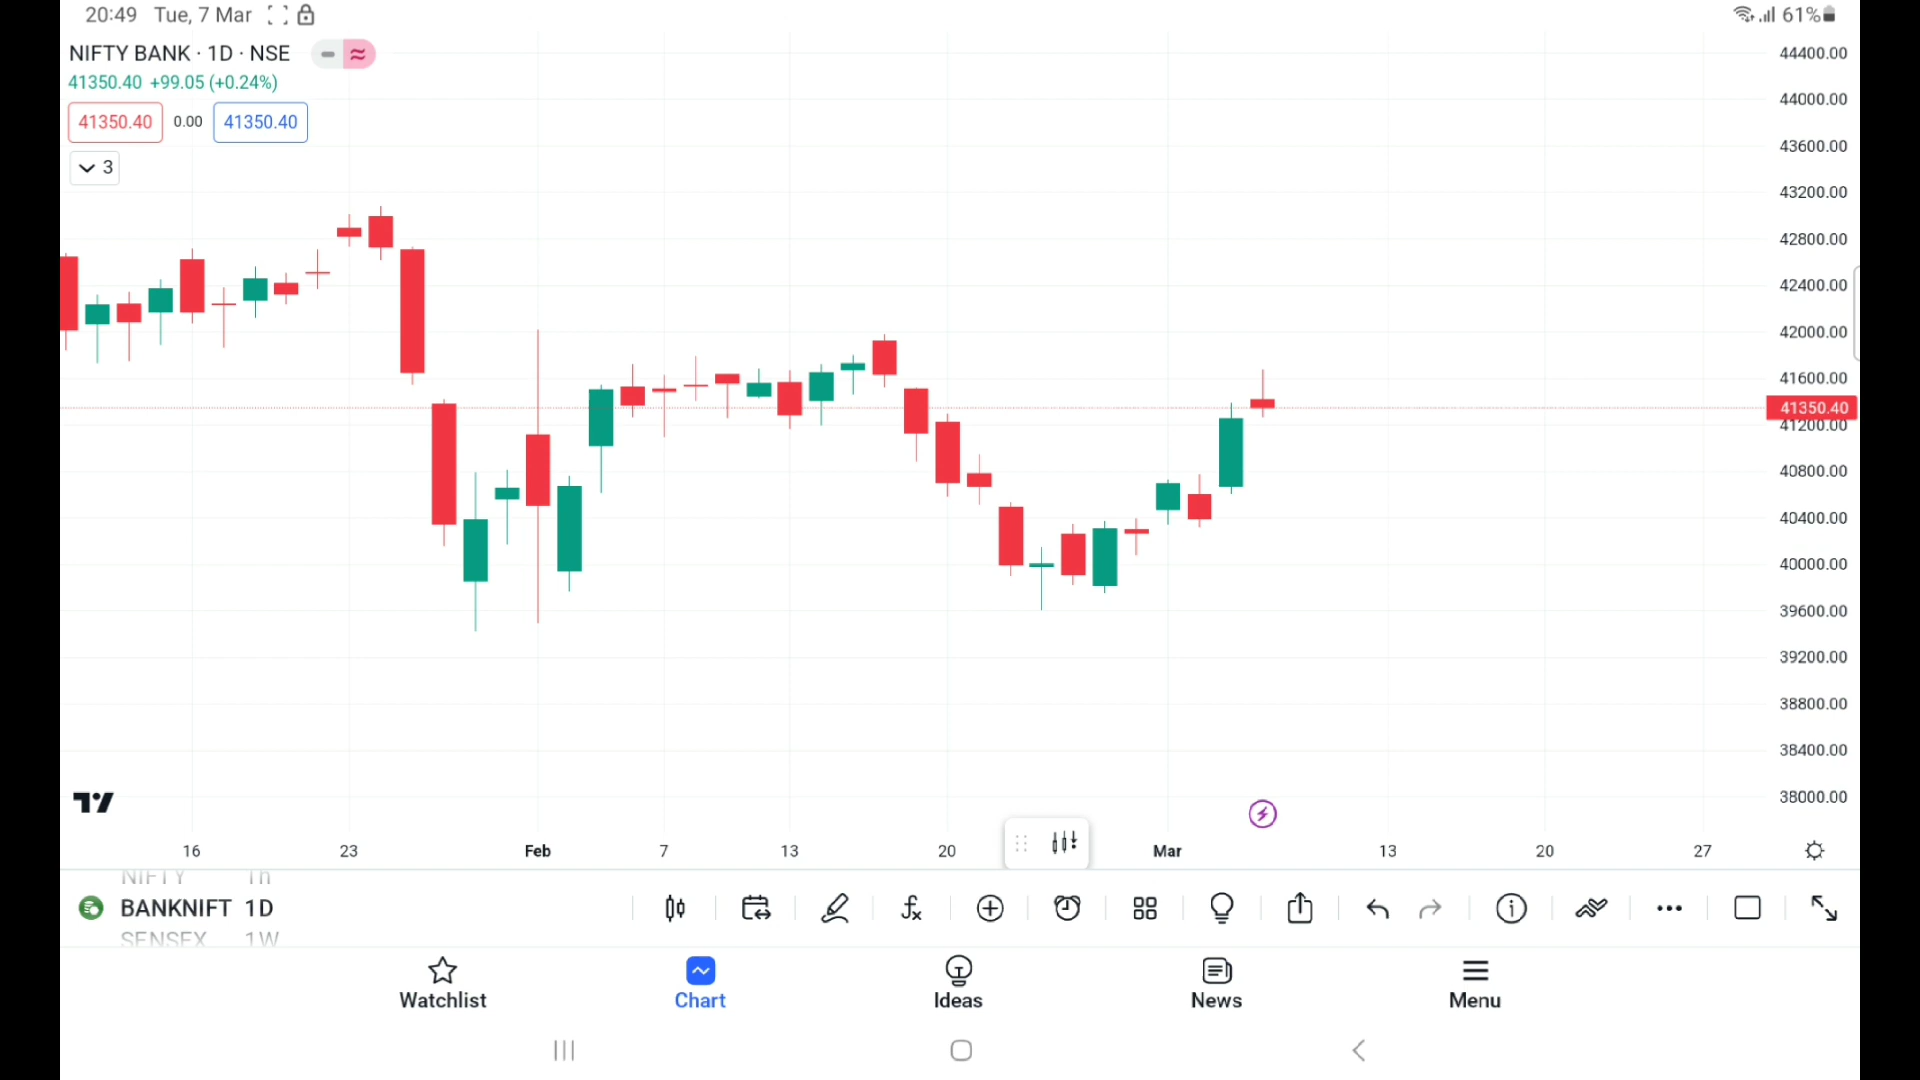 20:49 Tue, 7 Mar 61%
NIFTY BANK · 1D · NSE
41350.40 +99.05 (+0.24%)
41350.40 0.00 41350.40
3
44400.00
44000.00
43600.00
43200.00
42800.00
42400.00
42000.00
41600.00
41350.40
41200.00
40800.00
40400.00
40000.00
39600.00
39200.00
38800.00
38400.00
38000.00
16 23 Feb 7 13 20 Mar 13 20 27
NIFTY 1h
BANKNIFT 1D
SENSEX 1W
Watchlist Chart Ideas News Menu